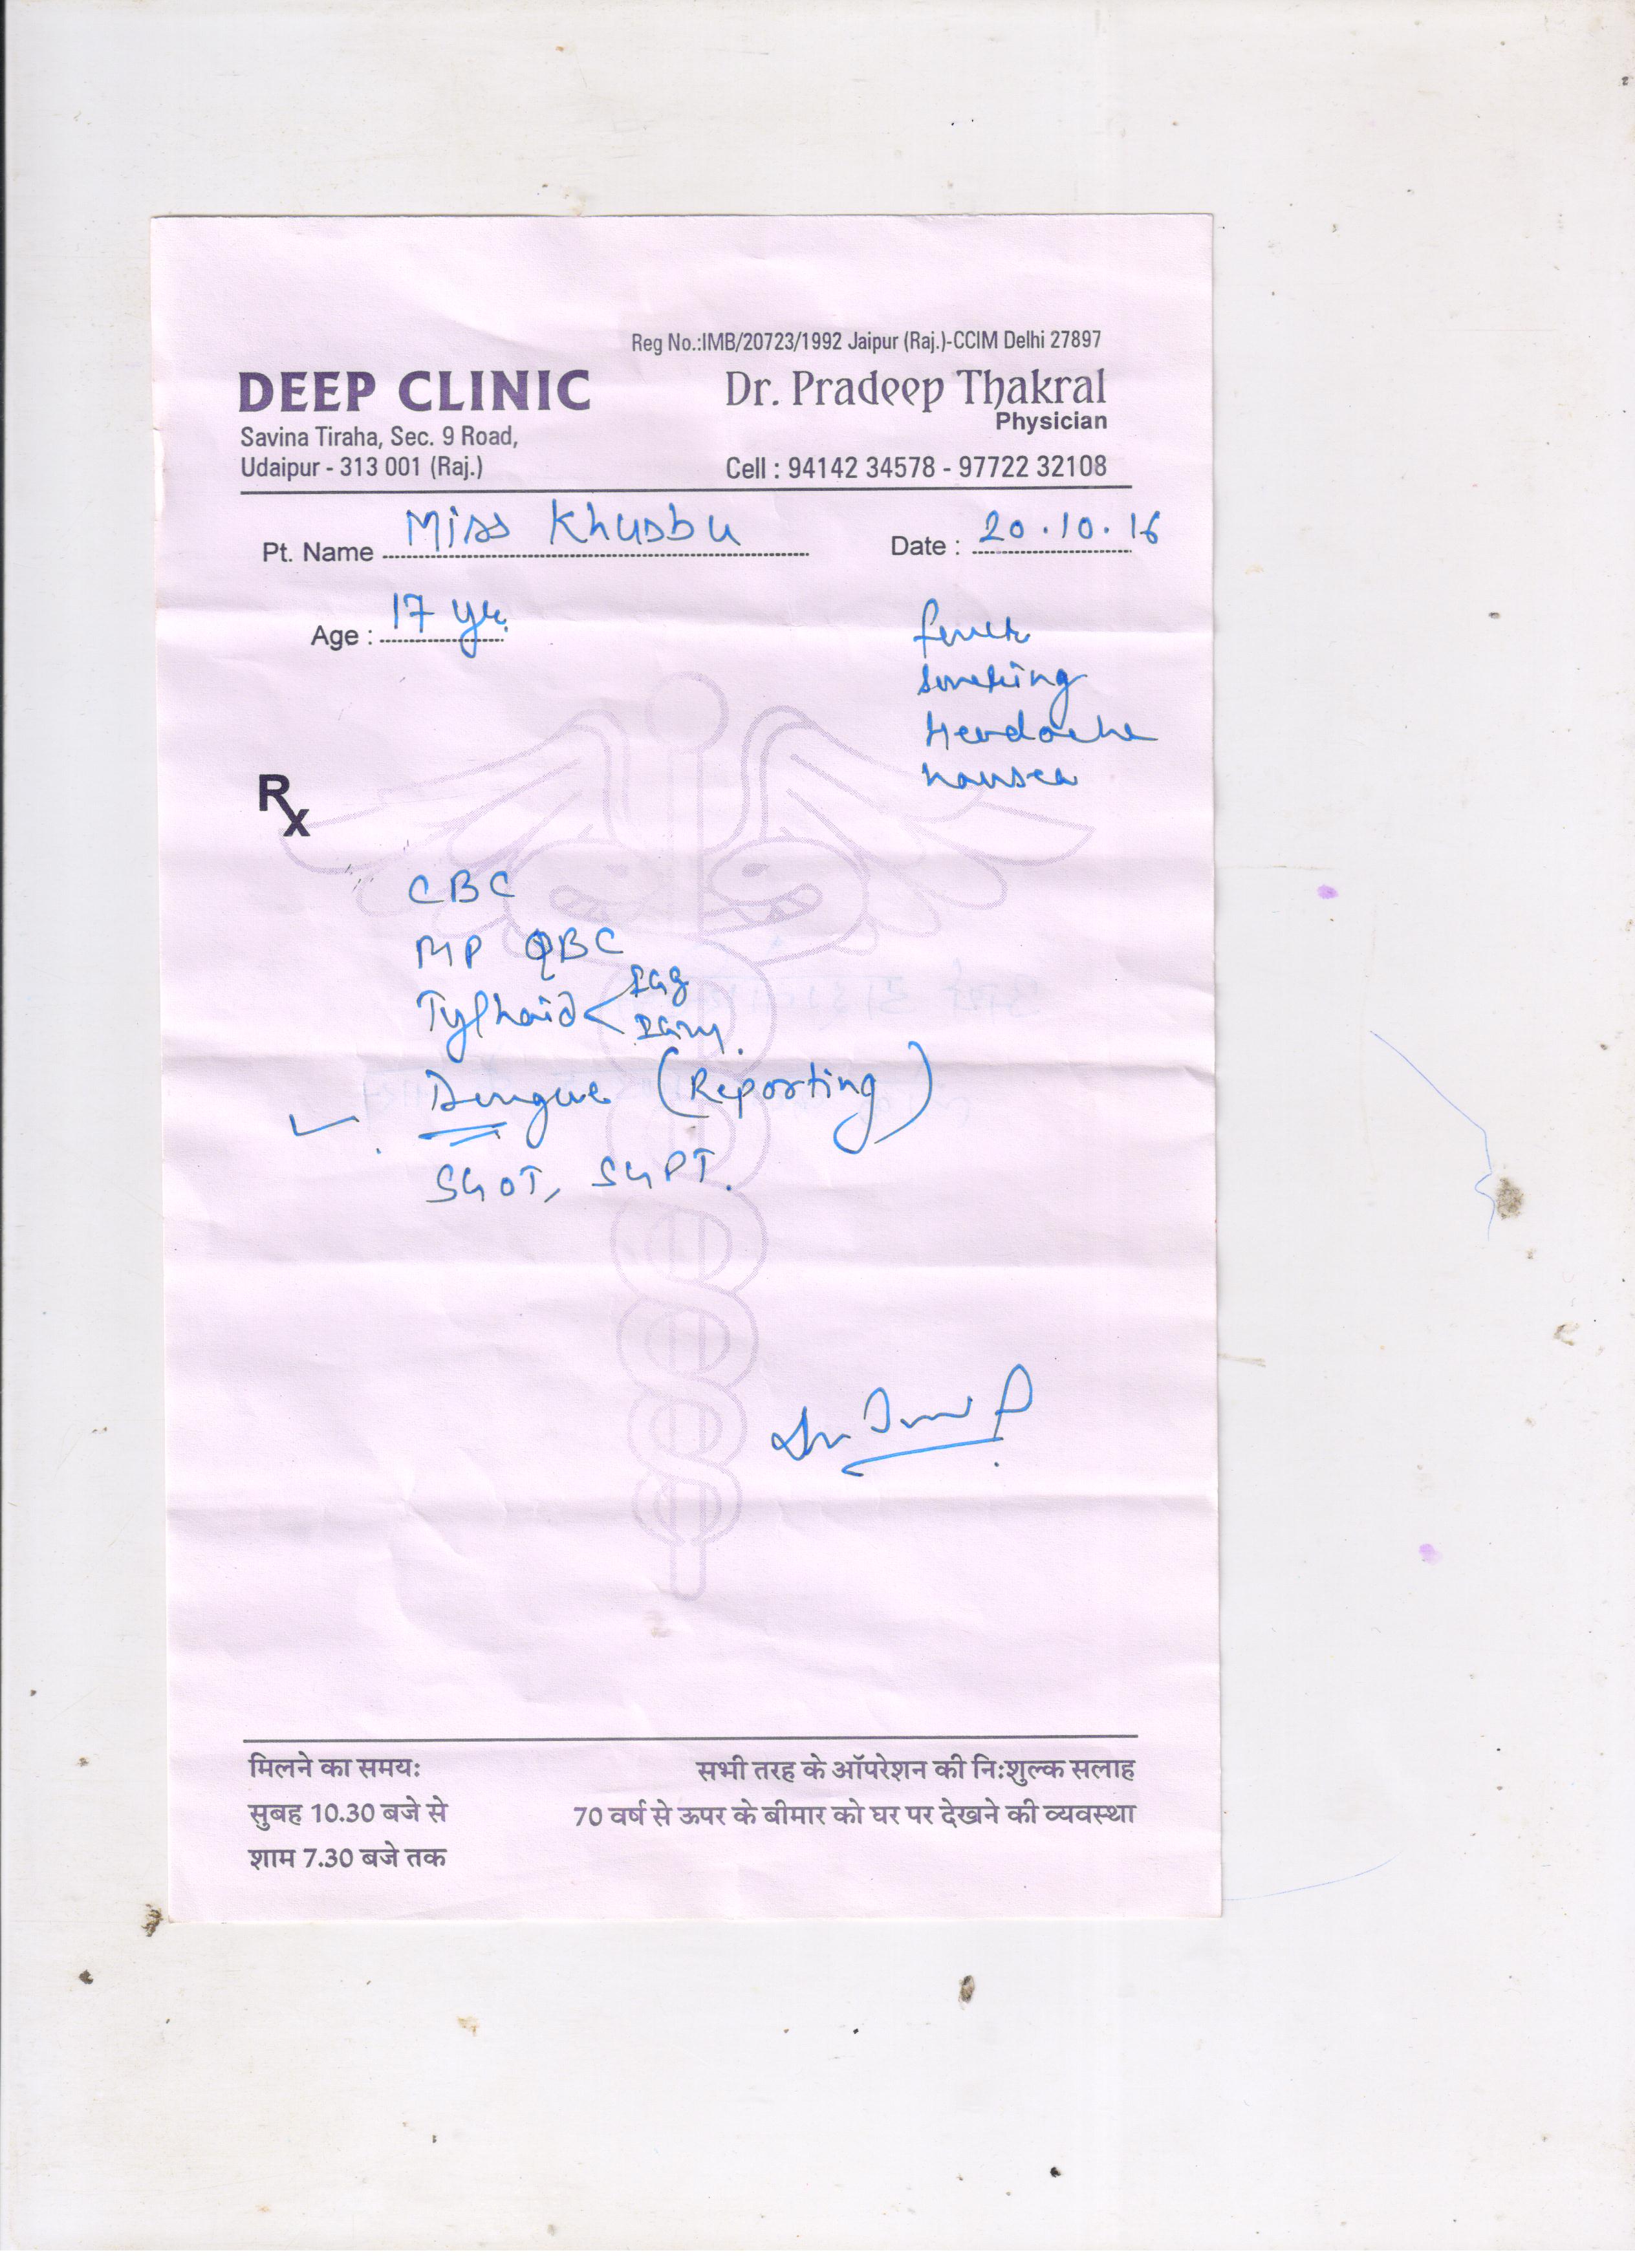 Reg No.:IMB/20723/1992 Jaipur (Raj.)-CCIM Delhi 27897
DEEP CLINIC
Dr. Pradeep Thakral
Physician
Savina Tiraha, Sec. 9 Road,
Udaipur - 313 001 (Raj.)
Cell : 94142 34578 - 97722 32108
Pt. Name Miss Khusbu
Date : 20.10.16
Age : 17 yr.
fever
Headache
nausea
Rx
CBC
MP QBC
Typhoid
IgG
IgM.
Dengue (Reporting)
SGOT, SGPT.
मिलने का समय:
सुबह 10.30 बजे से
शाम 7.30 बजे तक
सभी तरह के ऑपरेशन की नि:शुल्क सलाह
70 वर्ष से ऊपर के बीमार को घर पर देखने की व्यवस्था